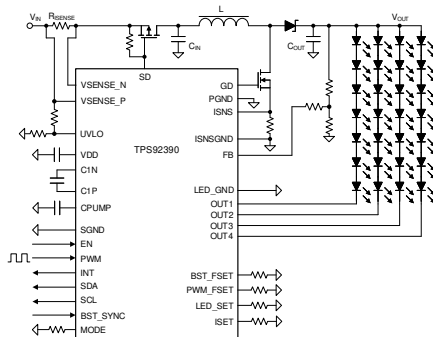 VIN RISENSE L VOUT
CIN COUT
SD
VSENSE_N GD
VSENSE_P PGND
ISNS
UVLO ISNSGND
TPS92390
VDD FB
C1N
C1P LED_GND
CPUMP OUT1
OUT2
SGND OUT3
EN OUT4
PWM
INT BST_FSET
SDA PWM_FSET
SCL LED_SET
BST_SYNC ISET
MODE